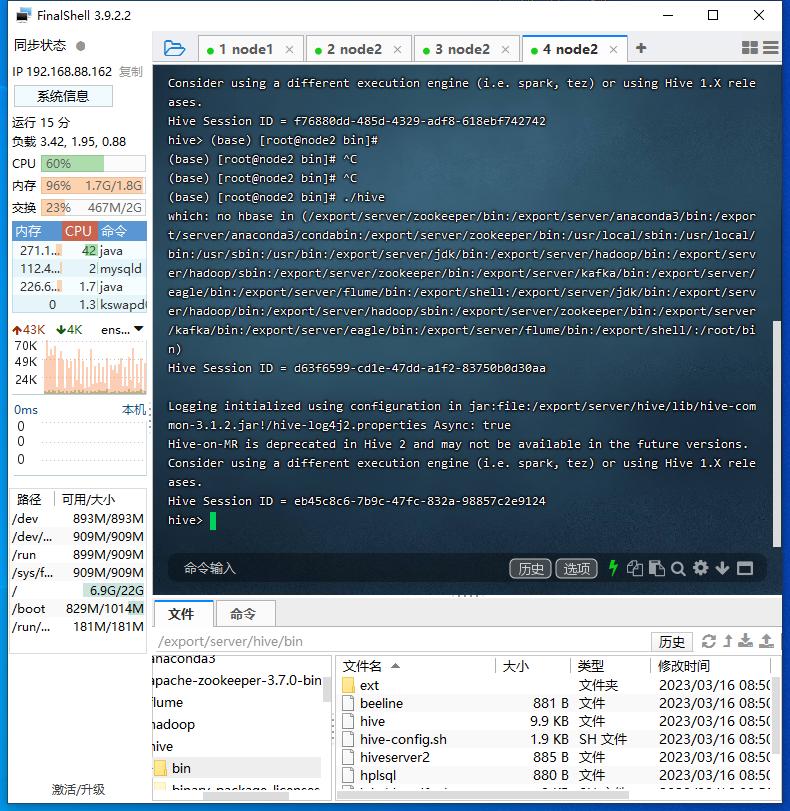 FinalShell 3.9.2.2
同步状态
IP 192.168.88.162 复制
系统信息
运行 15 分
负载 3.42, 1.95, 0.88
CPU 60%
内存 96% 1.7G/1.8G
交换 23% 467M/2G
内存 CPU 命令
271.1... 42 java
112.4... 2 mysqld
226.6... 1.7 java
0 1.3 kswapd0
43K 4K ens...
70K
49K
24K
0ms 本机
0
0
0
路径 可用/大小
/dev 893M/893M
/dev/... 909M/909M
/run 899M/909M
/sys/f... 909M/909M
/ 6.9G/22G
/boot 829M/1014M
/run/... 181M/181M
激活/升级
1 node1
2 node2
3 node2
4 node2
Consider using a different execution engine (i.e. spark, tez) or using Hive 1.X rele
ases.
Hive Session ID = f76880dd-485d-4329-adf8-618ebf742742
hive> (base) [root@node2 bin]#
(base) [root@node2 bin]# ^C
(base) [root@node2 bin]# ^C
(base) [root@node2 bin]# ./hive
which: no hbase in (/export/server/zookeeper/bin:/export/server/anaconda3/bin:/expor
t/server/anaconda3/condabin:/export/server/zookeeper/bin:/usr/local/sbin:/usr/local/
bin:/usr/sbin:/usr/bin:/export/server/jdk/bin:/export/server/hadoop/bin:/export/serv
er/hadoop/sbin:/export/server/zookeeper/bin:/export/server/kafka/bin:/export/server/
eagle/bin:/export/server/flume/bin:/export/shell:/export/server/jdk/bin:/export/serv
er/hadoop/bin:/export/server/hadoop/sbin:/export/server/zookeeper/bin:/export/server
/kafka/bin:/export/server/eagle/bin:/export/server/flume/bin:/export/shell/:/root/bi
n)
Hive Session ID = d63f6599-cd1e-47dd-a1f2-83750b0d30aa
Logging initialized using configuration in jar:file:/export/server/hive/lib/hive-com
mon-3.1.2.jar!/hive-log4j2.properties Async: true
Hive-on-MR is deprecated in Hive 2 and may not be available in the future versions.
Consider using a different execution engine (i.e. spark, tez) or using Hive 1.X rele
ases.
Hive Session ID = eb45c8c6-7b9c-47fc-832a-98857c2e9124
hive>
命令输入 历史 选项
文件 命令
/export/server/hive/bin 历史
anaconda3
apache-zookeeper-3.7.0-bin
flume
hadoop
hive
bin
binary-package-licenses
文件名 大小 类型 修改时间
ext 文件夹 2023/03/16 08:50
beeline 881 B 文件 2023/03/16 08:50
hive 9.9 KB 文件 2023/03/16 08:50
hive-config.sh 1.9 KB SH 文件 2023/03/16 08:50
hiveserver2 885 B 文件 2023/03/16 08:50
hplsql 880 B 文件 2023/03/16 08:50